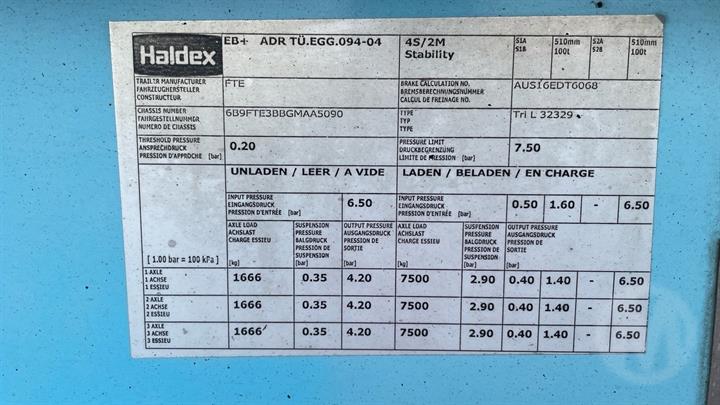 Haldex EB+ ADR TÜ.EGG.094-04 4S/2M Stability S1A S1B 510mm 100t S2A S2B 510mm 100t
TRAILER MANUFACTURER FAHRZEUGHERSTELLER CONSTRUCTEUR FTE BRAKE CALCULATION NO. BREMSBERECHNUNGSNUMMER CALCUL DE FREINAGE NO. AUS16EDT6068
CHASSIS NUMBER FAHRGESTELLNUMMER NUMERO DE CHASSIS 6B9FTE3BBGMAA5090 TYPE TYP TYPE Tri L 32329
THRESHOLD PRESSURE ANSPRECHDRUCK PRESSION D'APPROCHE [bar] 0.20 PRESSURE LIMIT DRUCKBEGRENZUNG LIMITE DE PRESSION [bar] 7.50
UNLADEN / LEER / A VIDE LADEN / BELADEN / EN CHARGE
INPUT PRESSURE EINGANGSDRUCK PRESSION D'ENTRÉE [bar] 6.50 INPUT PRESSURE EINGANGSDRUCK PRESSION D'ENTRÉE [bar] 0.50 1.60 - 6.50
[ 1.00 bar = 100 kPa ] AXLE LOAD ACHSLAST CHARGE ESSIEU [kg] SUSPENSION PRESSURE BALGDRUCK PRESSION DE SUSPENSION [bar] OUTPUT PRESSURE AUSGANGSDRUCK PRESSION DE SORTIE [bar] AXLE LOAD ACHSLAST CHARGE ESSIEU [kg] SUSPENSION PRESSURE BALGDRUCK PRESSION DE SUSPENSION [bar] OUTPUT PRESSURE AUSGANGSDRUCK PRESSION DE SORTIE [bar]
1 AXLE 1 ACHSE 1 ESSIEU 1666 0.35 4.20 7500 2.90 0.40 1.40 - 6.50
2 AXLE 2 ACHSE 2 ESSIEU 1666 0.35 4.20 7500 2.90 0.40 1.40 - 6.50
3 AXLE 3 ACHSE 3 ESSIEU 1666 0.35 4.20 7500 2.90 0.40 1.40 - 6.50